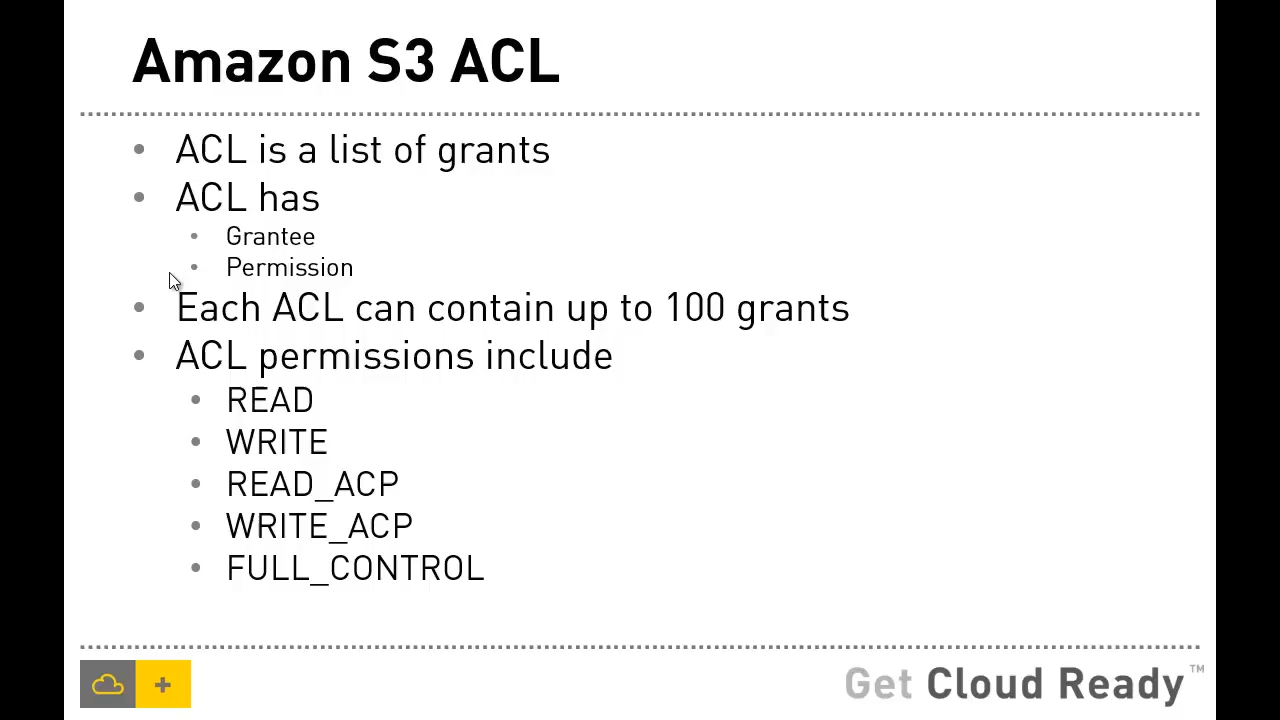 Amazon S3 ACL
• ACL is a list of grants
• ACL has
• Grantee
• Permission
• Each ACL can contain up to 100 grants
• ACL permissions include
• READ
• WRITE
• READ_ACP
• WRITE_ACP
• FULL_CONTROL
Get Cloud Ready™